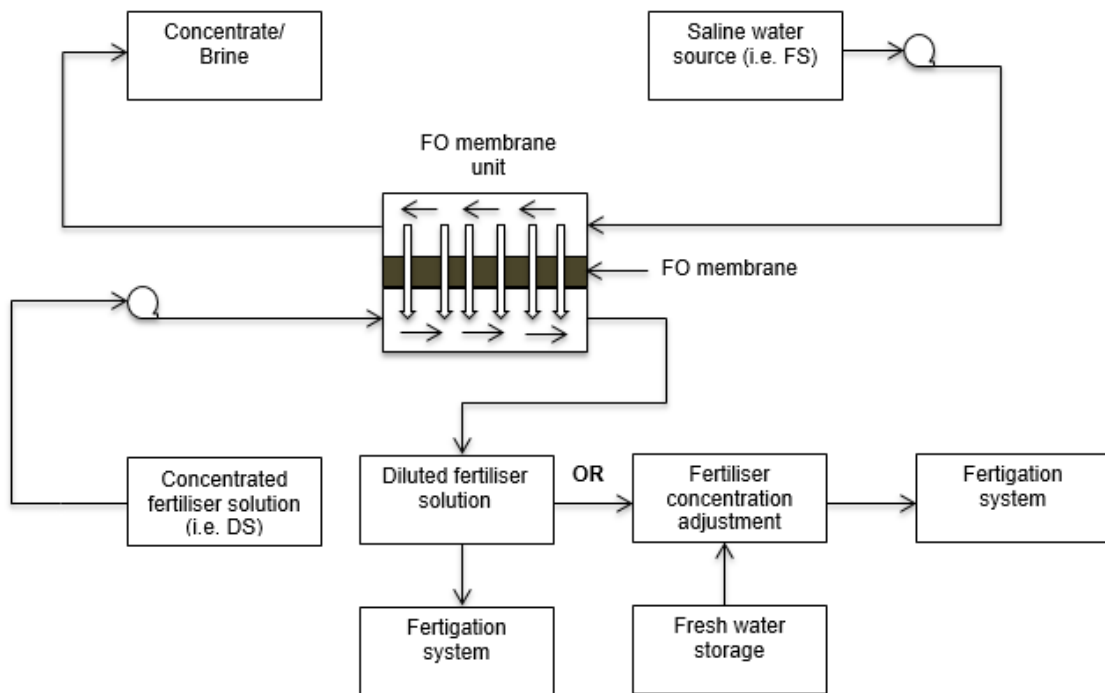 Concentrate/
Brine
Saline water
source (i.e. FS)
FO membrane
unit
FO membrane
Concentrated
fertiliser solution
(i.e. DS)
Diluted fertiliser
solution
OR
Fertiliser
concentration
adjustment
Fertigation
system
Fertigation
system
Fresh water
storage